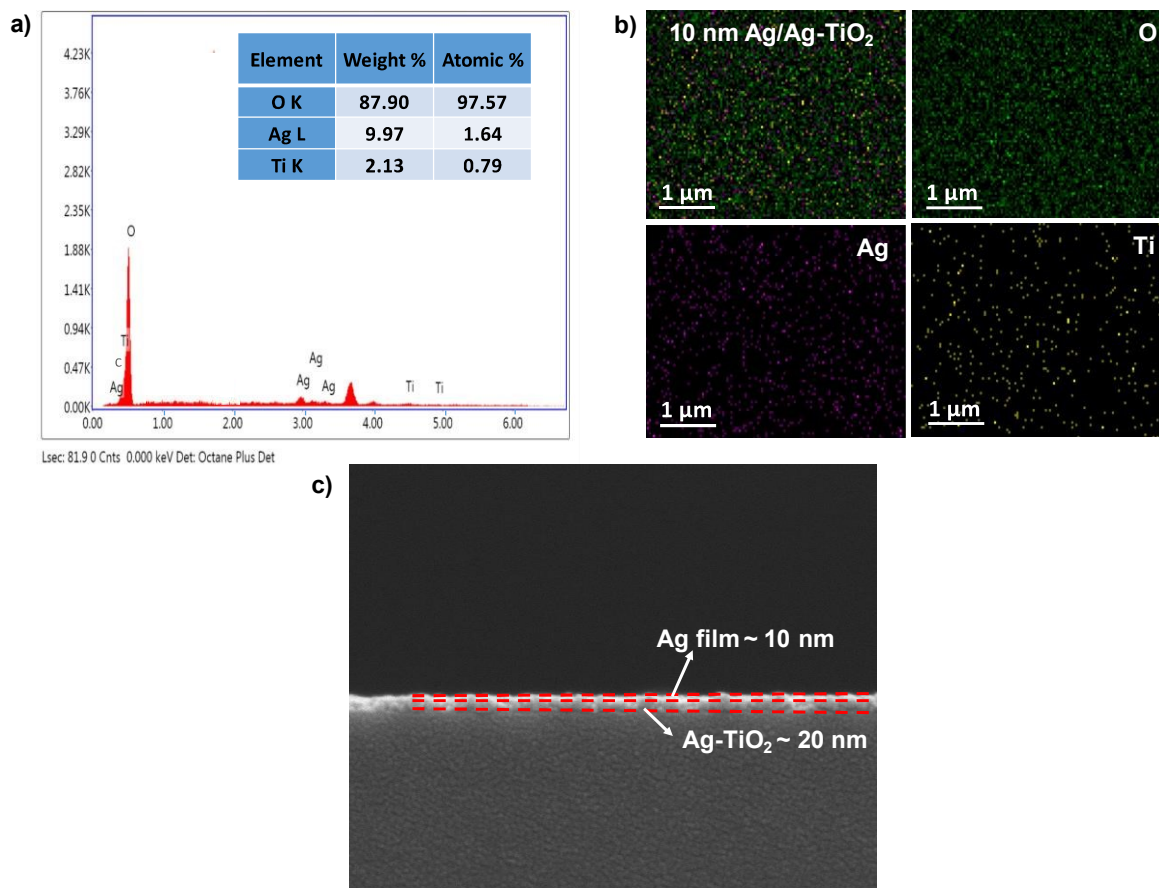 a)
4.23K
3.76K
3.29K
2.82K
2.35K
1.88K
1.41K
0.94K
0.47K
0.00K
Element Weight % Atomic %
O K 87.90 97.57
Ag L 9.97 1.64
Ti K 2.13 0.79
O
Ti
C
Ag
Ag
Ag
Ag
Ti
Ti
0.00 1.00 2.00 3.00 4.00 5.00 6.00
Lsec: 81.9 0 Cnts 0.000 keV Det: Octane Plus Det
b)
10 nm Ag/Ag-TiO₂
1 µm
O
1 µm
Ag
1 µm
Ti
1 µm
c)
Ag film ~ 10 nm
Ag-TiO₂ ~ 20 nm